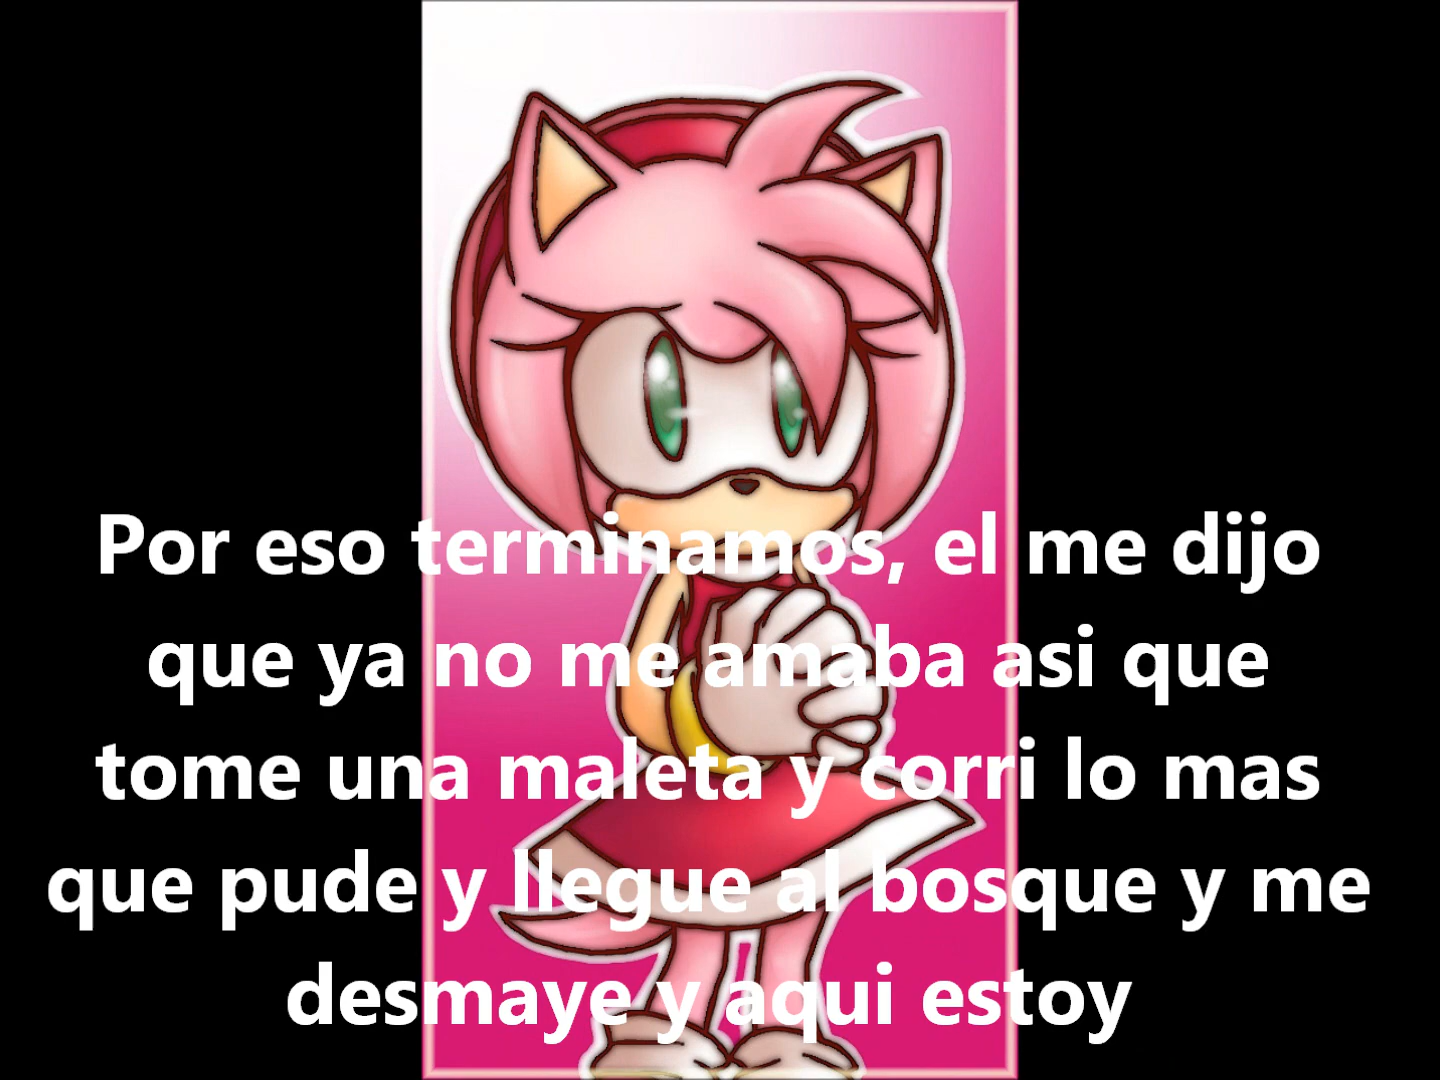 Por eso terminamos, el me dijo
que ya no me amaba asi que
tome una maleta y corri lo mas
que pude y llegue al bosque y me
desmaye y aqui estoy